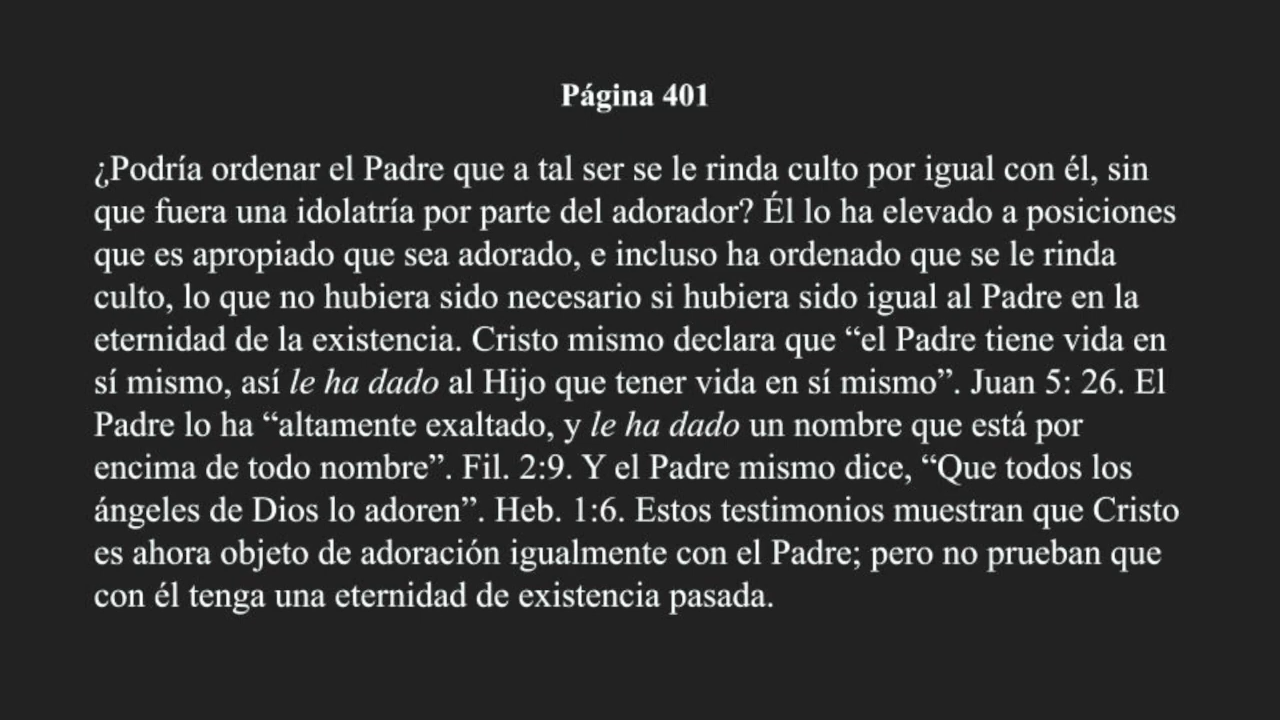 Página 401
¿Podría ordenar el Padre que a tal ser se le rinda culto por igual con él, sin
que fuera una idolatría por parte del adorador? Él lo ha elevado a posiciones
que es apropiado que sea adorado, e incluso ha ordenado que se le rinda
culto, lo que no hubiera sido necesario si hubiera sido igual al Padre en la
eternidad de la existencia. Cristo mismo declara que “el Padre tiene vida en
sí mismo, así le ha dado al Hijo que tener vida en sí mismo”. Juan 5: 26. El
Padre lo ha “altamente exaltado, y le ha dado un nombre que está por
encima de todo nombre”. Fil. 2:9. Y el Padre mismo dice, “Que todos los
ángeles de Dios lo adoren”. Heb. 1:6. Estos testimonios muestran que Cristo
es ahora objeto de adoración igualmente con el Padre; pero no prueban que
con él tenga una eternidad de existencia pasada.